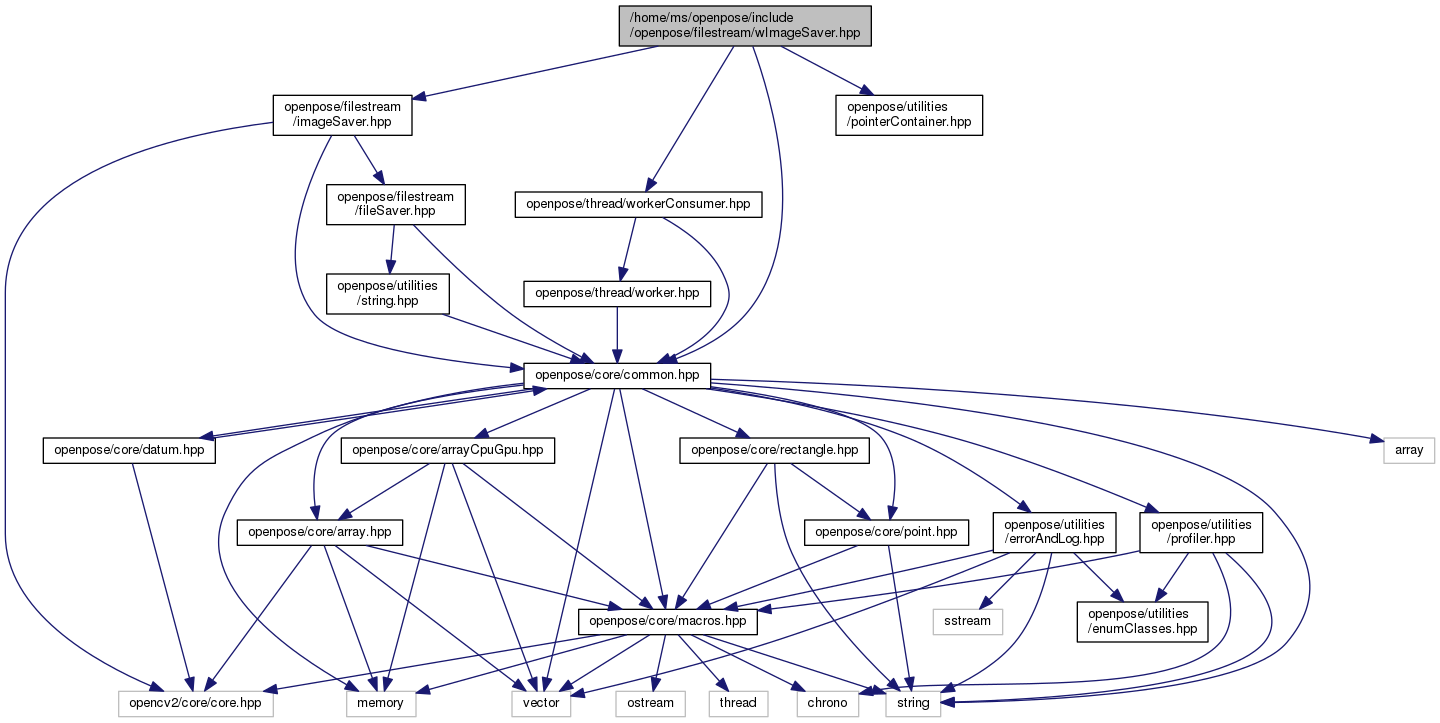 /home/ms/openpose/include
/openpose/filestream/wImageSaver.hpp
openpose/filestream
/imageSaver.hpp
openpose/utilities
/pointerContainer.hpp
openpose/filestream
/fileSaver.hpp
openpose/thread/workerConsumer.hpp
openpose/utilities
/string.hpp
openpose/thread/worker.hpp
openpose/core/common.hpp
openpose/core/datum.hpp
openpose/core/arrayCpuGpu.hpp
openpose/core/rectangle.hpp
array
openpose/core/array.hpp
openpose/core/point.hpp
openpose/utilities
/errorAndLog.hpp
openpose/utilities
/profiler.hpp
openpose/core/macros.hpp
sstream
openpose/utilities
/enumClasses.hpp
opencv2/core/core.hpp
memory
vector
ostream
thread
chrono
string